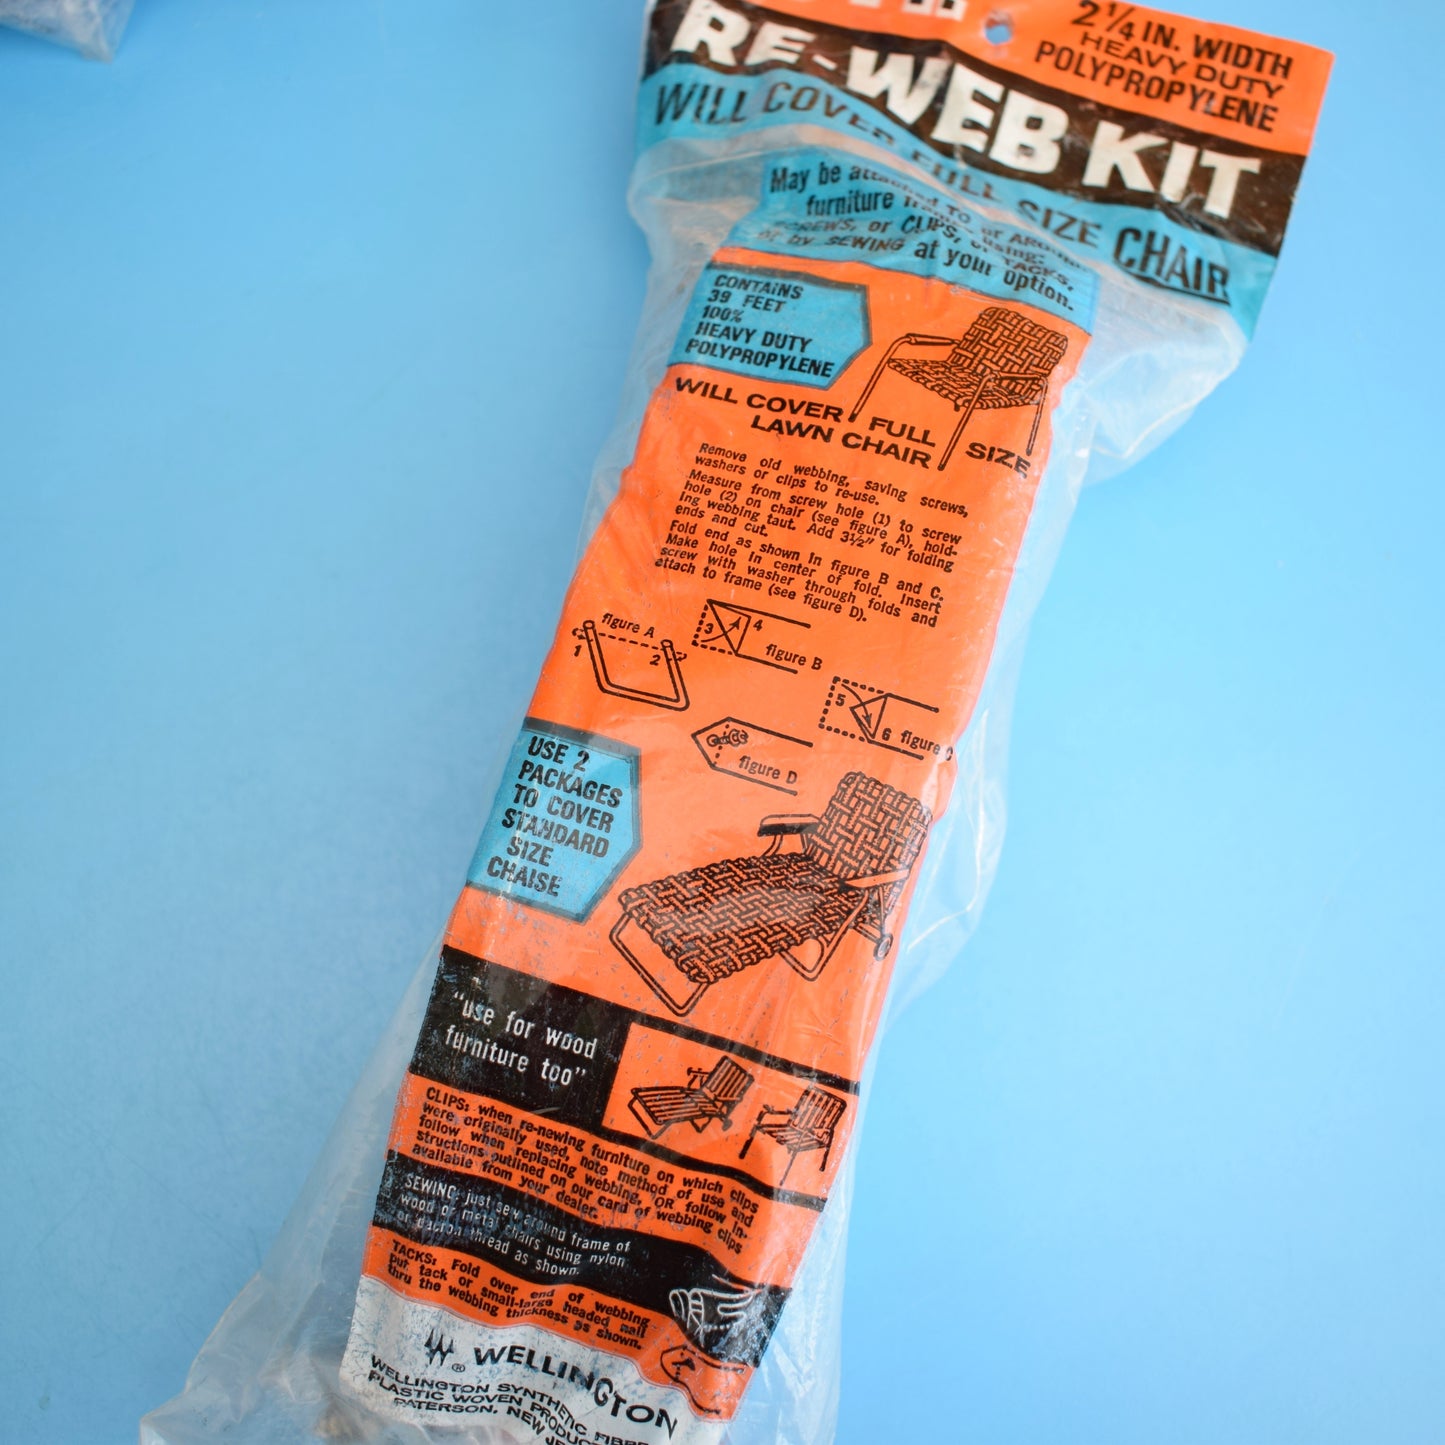 2¼ IN. WIDTH
HEAVY DUTY
POLYPROPYLENE
RE-WEB KIT
WILL COVER FULL SIZE CHAIR
May be attached to or around
furniture frame using:
SCREWS, or CLIPS, or TACKS,
or by SEWING at your option.
CONTAINS
39 FEET
100%
HEAVY DUTY
POLYPROPYLENE
WILL COVER FULL SIZE
LAWN CHAIR
Remove old webbing, saving screws,
washers or clips to re-use.
Measure from screw hole (1) to screw
hole (2) on chair (see figure A), hold-
ing webbing taut. Add 3½" for folding
ends and cut.
Fold end as shown in figure B and C.
Make hole in center of fold. Insert
screw with washer through folds and
attach to frame (see figure D).
figure A
1
2
3
4
figure B
5
6
figure C
figure D
USE 2
PACKAGES
TO COVER
STANDARD
SIZE
CHAISE
"use for wood
furniture too"
CLIPS: when re-newing furniture on which clips
were originally used, note method of use and
follow when replacing webbing, OR follow in-
structions outlined on our card of webbing clips
available from your dealer.
SEWING: just sew around frame of
wood or metal chairs using nylon
or dacron thread as shown.
TACKS: Fold over end of webbing
put tack or small-large headed nail
thru the webbing thickness as shown.
® WELLINGTON
WELLINGTON SYNTHETIC FIBRE
PLASTIC WOVEN PRODUCT
PATERSON, NEW JE